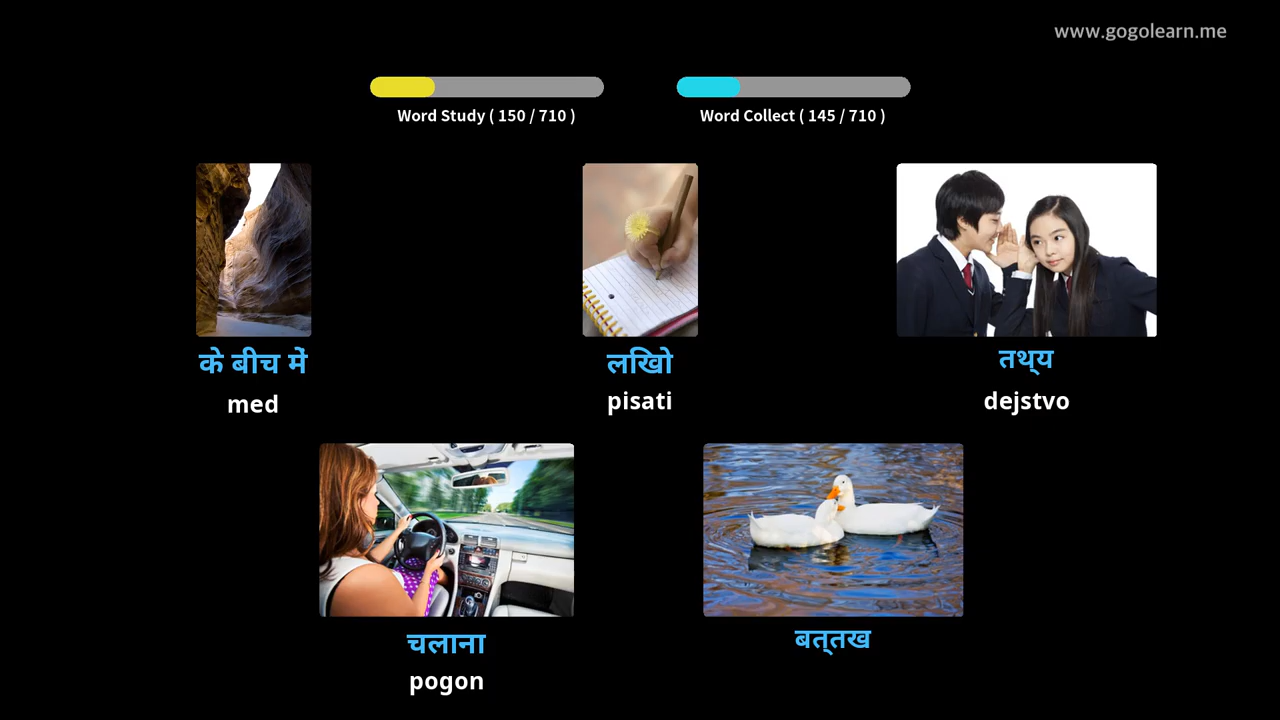 www.gogolearn.me
Word Study ( 150 / 710 )
Word Collect ( 145 / 710 )
के बीच में
med
लिखो
pisati
तथ्य
dejstvo
चलाना
pogon
बत्तख